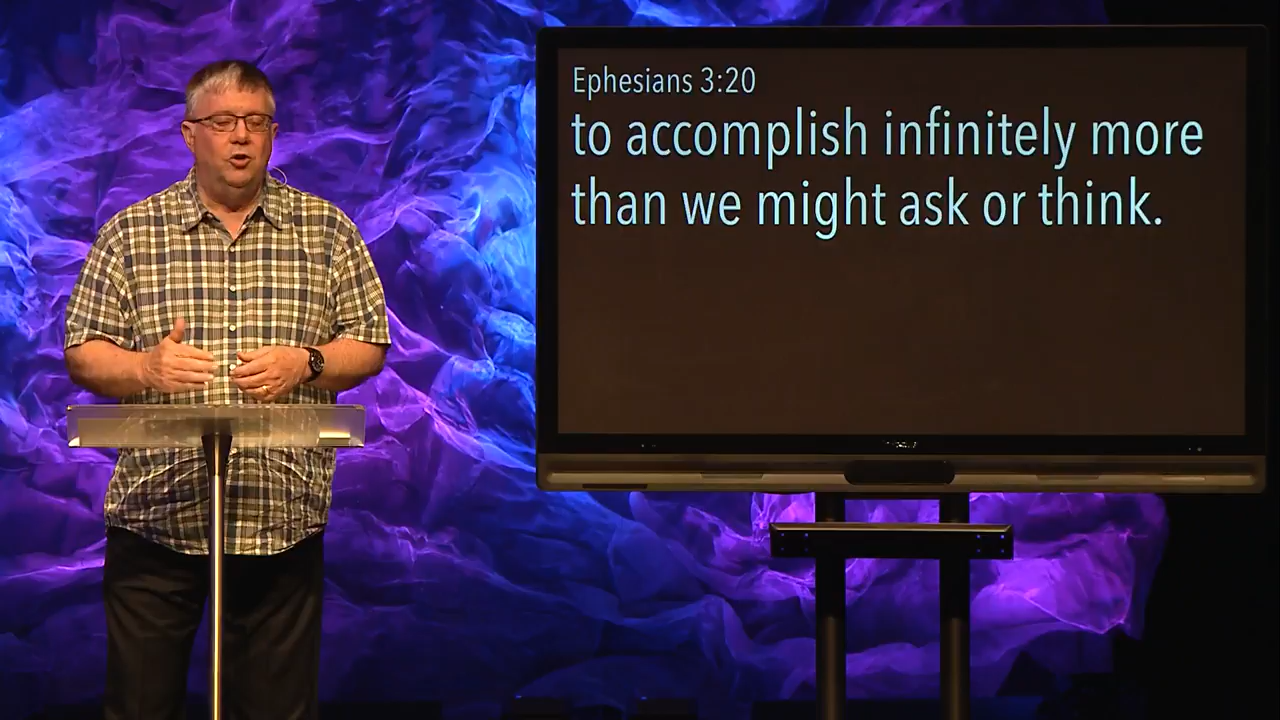 Ephesians 3:20
to accomplish infinitely more
than we might ask or think.